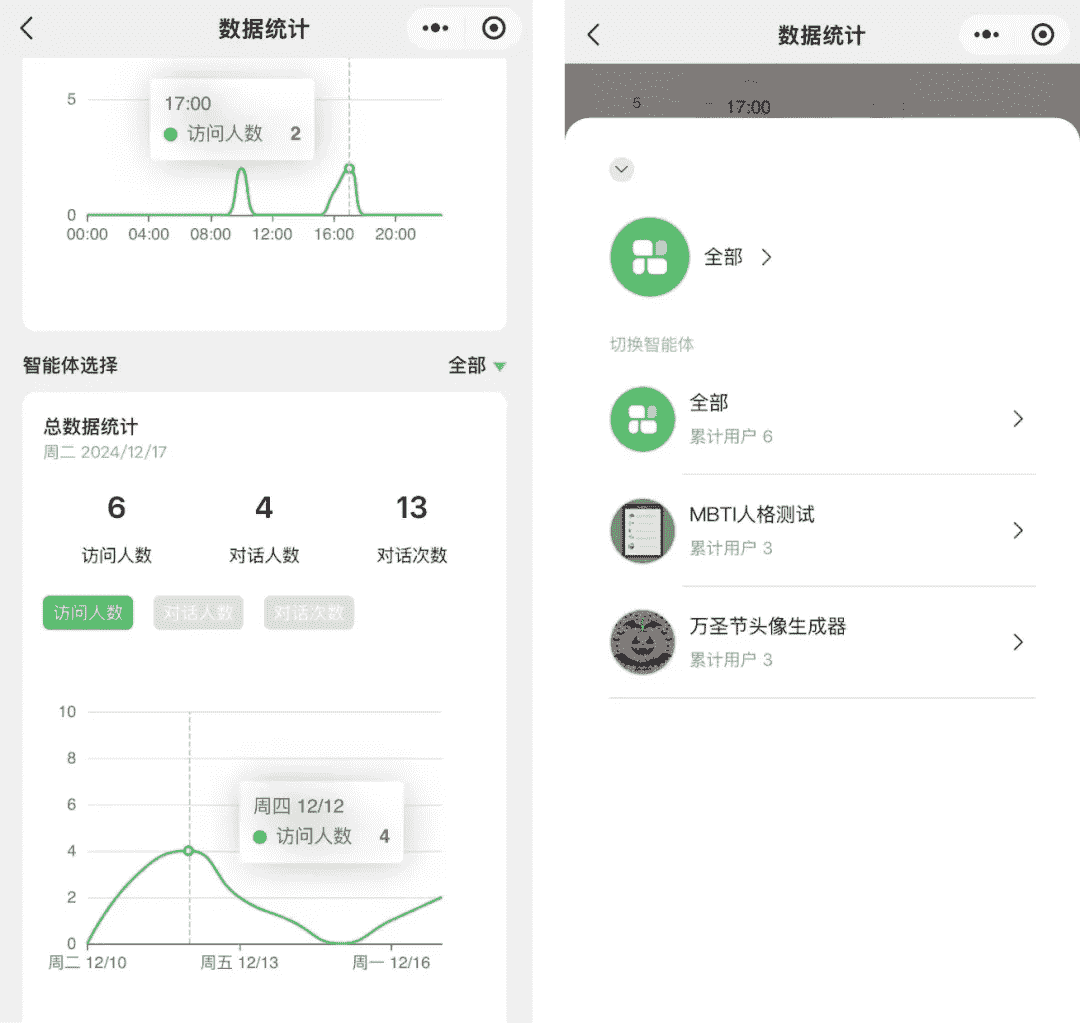 数据统计
5
17:00
访问人数 2
0
00:00 04:00 08:00 12:00 16:00 20:00
智能体选择 全部
总数据统计
周二 2024/12/17
6 4 13
访问人数 对话人数 对话次数
访问人数 对话人数 对话次数
10
8
6
周四 12/12
访问人数 4
4
2
0
周二 12/10 周五 12/13 周一 12/16
数据统计
5 17:00
全部
切换智能体
全部
累计用户 6
MBTI人格测试
累计用户 3
万圣节头像生成器
累计用户 3